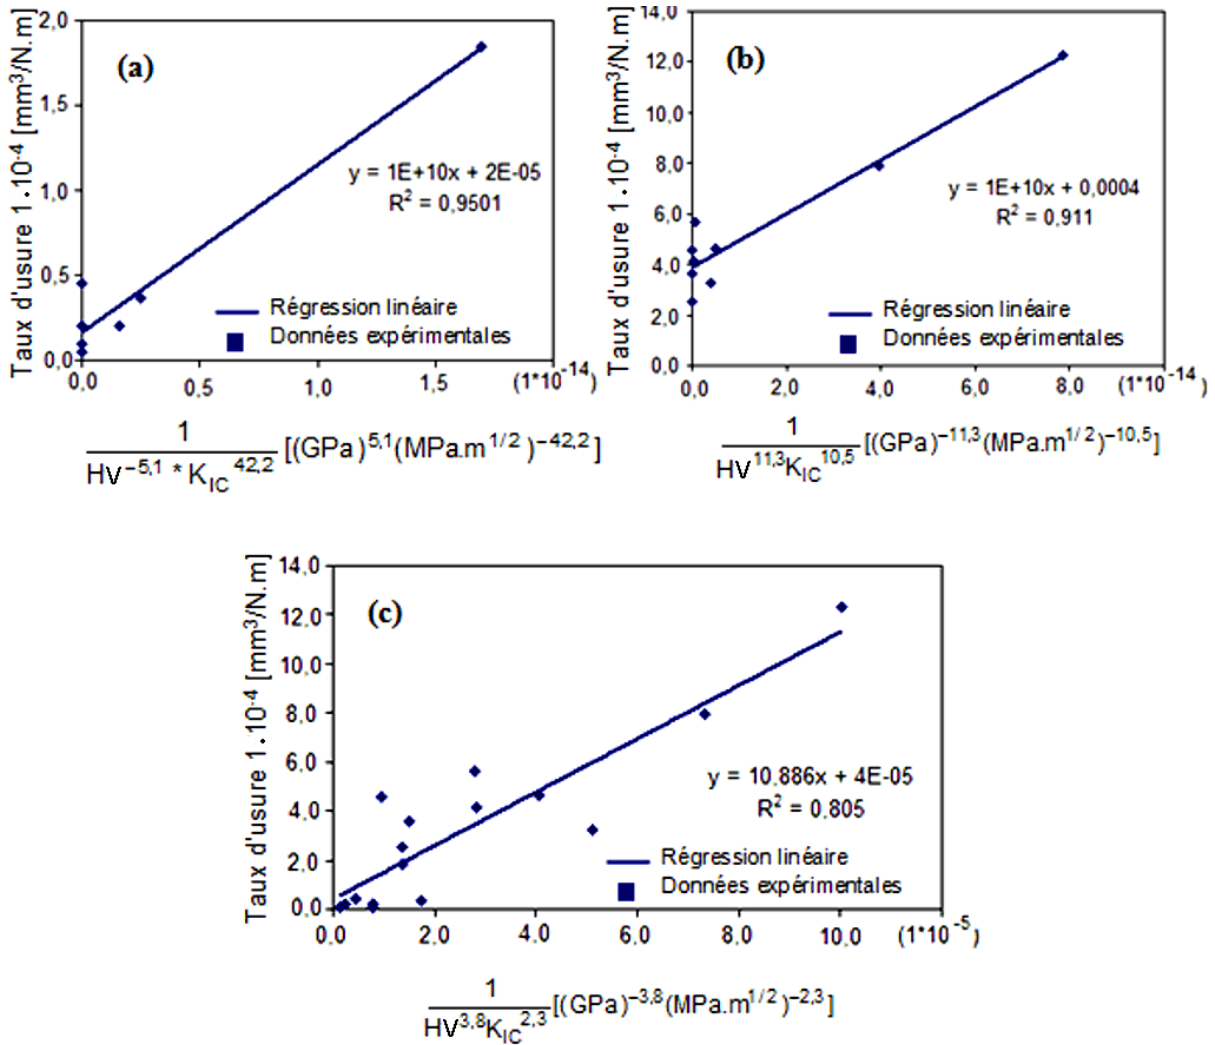 (a)
Taux d'usure 1.10⁻⁴ [mm³/N.m]
2,0
1,5
1,0
0,5
0,0
y = 1E+10x + 2E-05
R² = 0,9501
Régression linéaire
Données expérimentales
0,0 0,5 1,0 1,5 (1*10⁻¹⁴)
1
HV⁻⁵,¹ * K_IC⁴²,² [(GPa)⁵,¹(MPa.m¹/²)⁻⁴²,²]
(b)
Taux d'usure 1.10⁻⁴ [mm³/N.m]
14,0
12,0
10,0
8,0
6,0
4,0
2,0
0,0
y = 1E+10x + 0,0004
R² = 0,911
Régression linéaire
Données expérimentales
0,0 2,0 4,0 6,0 8,0 (1*10⁻¹⁴)
1
HV¹¹,³K_IC¹⁰,⁵ [(GPa)⁻¹¹,³(MPa.m¹/²)⁻¹⁰,⁵]
(c)
Taux d'usure 1.10⁻⁴ [mm³/N.m]
14,0
12,0
10,0
8,0
6,0
4,0
2,0
0,0
y = 10,886x + 4E-05
R² = 0,805
Régression linéaire
Données expérimentales
0,0 2,0 4,0 6,0 8,0 10,0 (1*10⁻⁵)
1
HV³,⁸K_IC²,³ [(GPa)⁻³,⁸(MPa.m¹/²)⁻²,³]